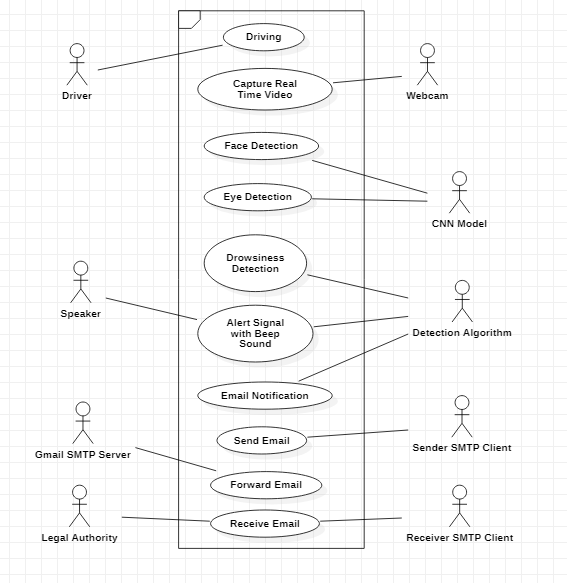 Driving
Driver
Capture Real
Time Video
Webcam
Face Detection
Eye Detection
CNN Model
Drowsiness
Detection
Speaker
Alert Signal
with Beep
Sound
Detection Algorithm
Email Notification
Send Email
Sender SMTP Client
Gmail SMTP Server
Forward Email
Receive Email
Legal Authority
Receiver SMTP Client